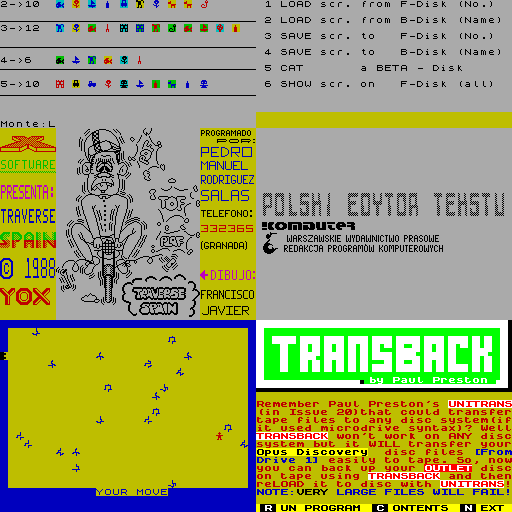 2->10
3->12
4->6
5->10
Monte:L
1 LOAD scr. from F-Disk (No.)
2 LOAD scr. from B-Disk (Name)
3 SAVE scr. to F-Disk (No.)
4 SAVE scr. to B-Disk (Name)
5 CAT a BETA - Disk
6 SHOW scr. on F-Disk (all)
SOFTWARE
PRESENTA:
TRAVERSE
SPAIN
© 1988
YOX
TOF
PAF
TRAVERSE
SPAIN
PROGRAMADO
POR:
PEDRO
MANUEL
RODRIGUEZ
SALAS
TELEFONO:
332365
(GRANADA)
←DIBUJO:
FRANCISCO
JAVIER
POLSKI EDYTOR TEKSTU
Komputer
WARSZAWSKIE WYDAWNICTWO PRASOWE
REDAKCJA PROGRAMÓW KOMPUTEROWYCH
YOUR MOVE
TRANSBACK
by Paul Preston
Remember Paul Preston's UNITRANS
(in Issue 20)that could transfer
tape files to any disc system(if
it used microdrive syntax)? Well
TRANSBACK won't work on ANY disc
system but it WILL transfer your
Opus Discovery disc files [From
Drive 1] easily to tape. So, now
you can back up your OUTLET disc
on tape using TRANSBACK and then
reLOAD it to disc with UNITRANS!
NOTE:VERY LARGE FILES WILL FAIL!
R UN PROGRAM C ONTENTS N EXT